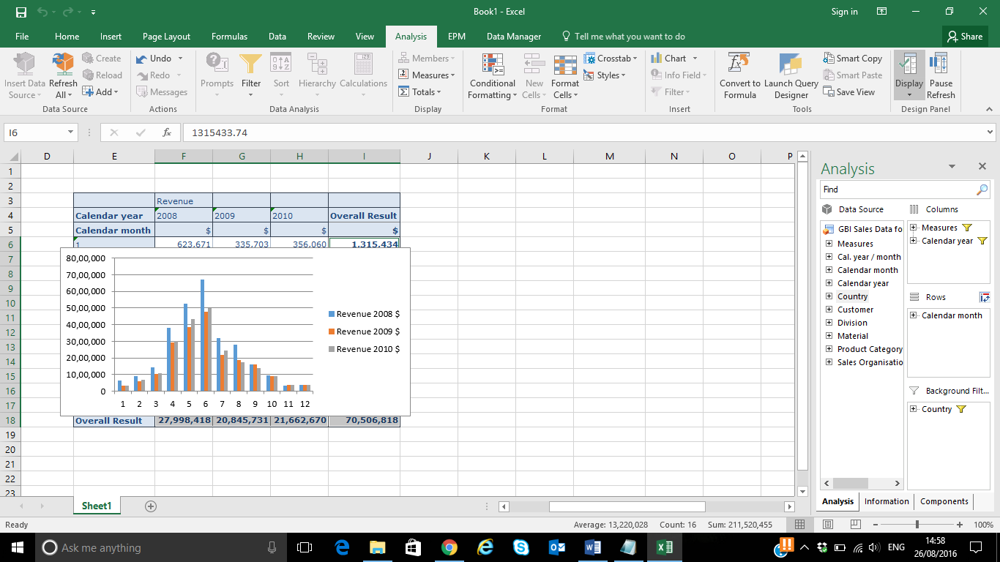 Book1 - Excel
Sign in
File Home Insert Page Layout Formulas Data Review View Analysis EPM Data Manager Tell me what you want to do Share
Insert Data Source Refresh All Create Reload Add Data Source
Undo Redo Messages Actions
Prompts Filter Sort Hierarchy Calculations Data Analysis
Members Measures Totals Display
Conditional Formatting New Cells Format Cells Crosstab Styles Format
Chart Info Field Filter Insert
Convert to Formula Launch Query Designer Smart Copy Smart Paste Save View Tools
Display Pause Refresh Design Panel
I6 fx 1315433.74
D E F G H I J K L M N O P
1
2
3 Revenue
4 Calendar year 2008 2009 2010 Overall Result
5 Calendar month $ $ $ $
6 1 623,671 335,703 356,060 1,315,434
7
8
9
10
11
12
13
14
15
16
17
18 Overall Result 27,998,418 20,845,731 21,662,670 70,506,818
19
20
21
22
23
80,00,000
70,00,000
60,00,000
50,00,000
40,00,000
30,00,000
20,00,000
10,00,000
0
1 2 3 4 5 6 7 8 9 10 11 12
Revenue 2008 $
Revenue 2009 $
Revenue 2010 $
Analysis
Find
Data Source
GBI Sales Data fo
Measures
Cal. year / month
Calendar month
Calendar year
Country
Customer
Division
Material
Product Category
Sales Organisatio
Columns
Measures
Calendar year
Rows
Calendar month
Background Filt...
Country
Analysis Information Components
Sheet1
Ready Average: 13,220,028 Count: 16 Sum: 211,520,455 100%
Ask me anything
ENG
14:58
26/08/2016